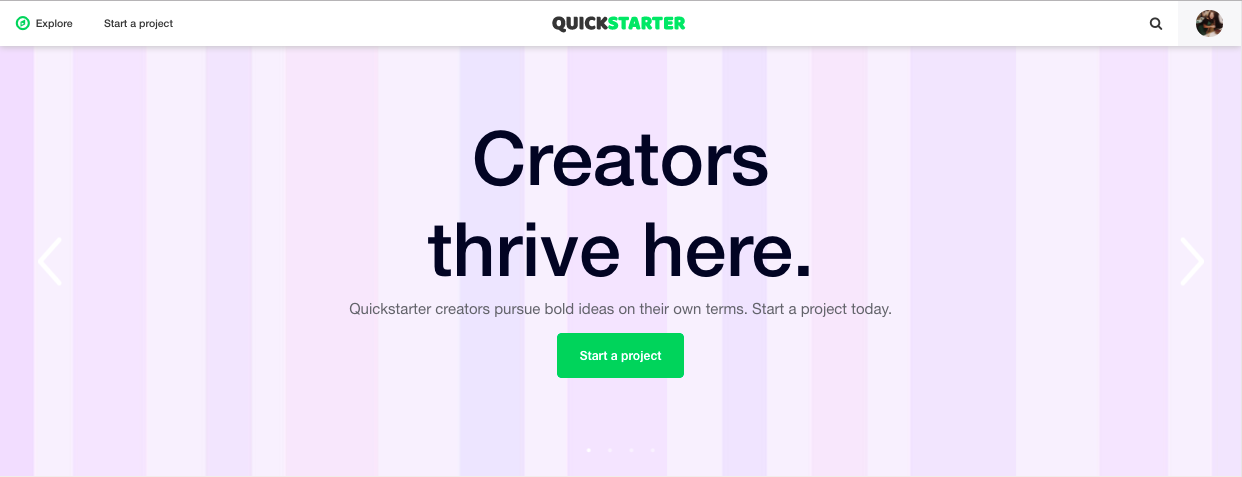 Explore
Start a project
QUICKSTARTER
Creators
thrive here.
Quickstarter creators pursue bold ideas on their own terms. Start a project today.
Start a project